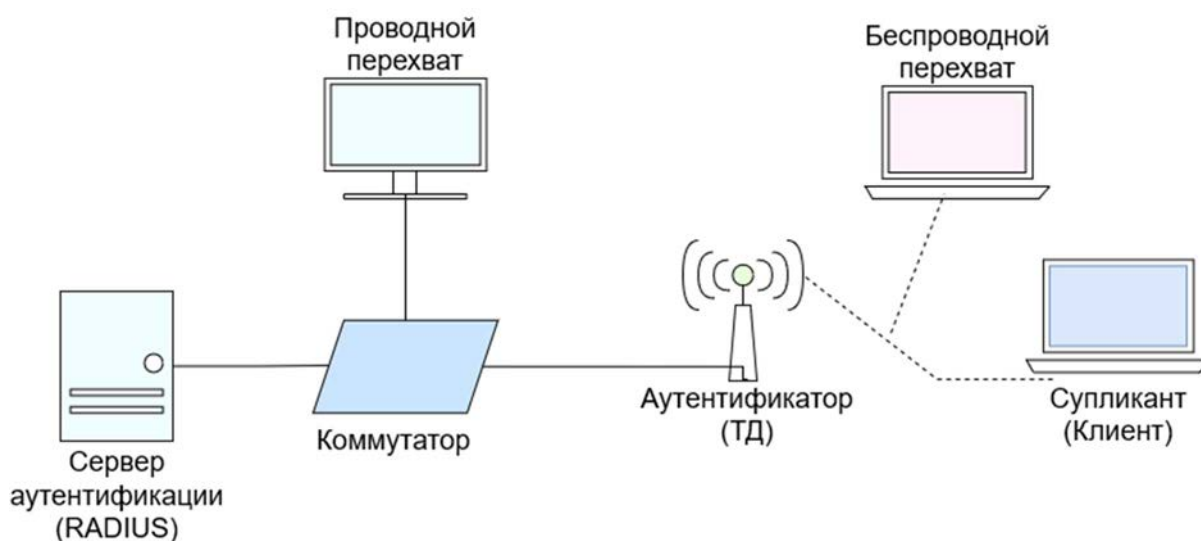 Проводной
перехват
Беспроводной
перехват
Сервер
аутентификации
(RADIUS)
Коммутатор
Аутентификатор
(ТД)
Супликант
(Клиент)